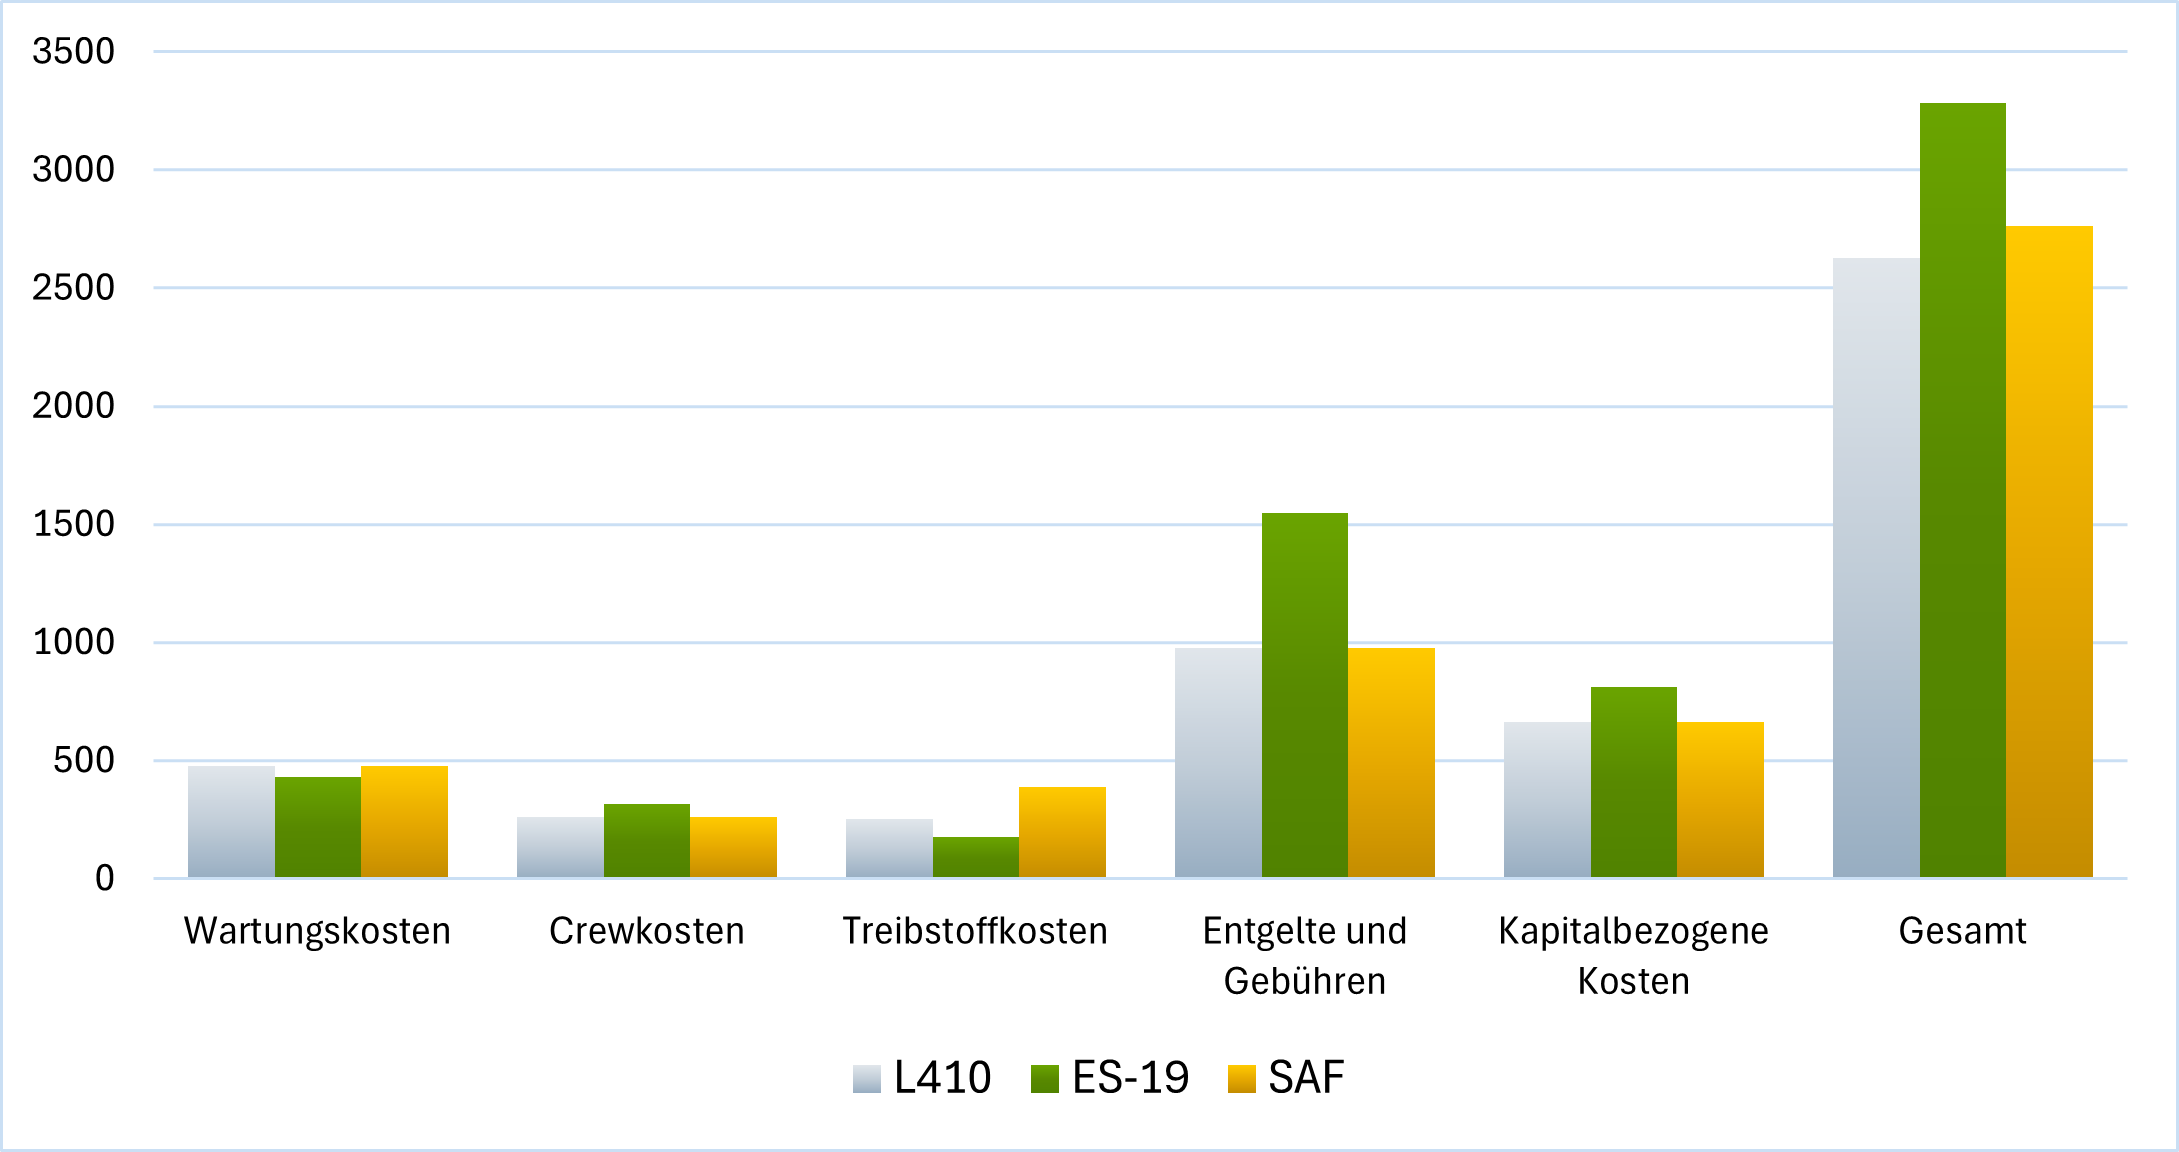 3500
3000
2500
2000
1500
1000
500
0
Wartungskosten
Crewkosten
Treibstoffkosten
Entgelte und
Gebühren
Kapitalbezogene
Kosten
Gesamt
L410
ES-19
SAF